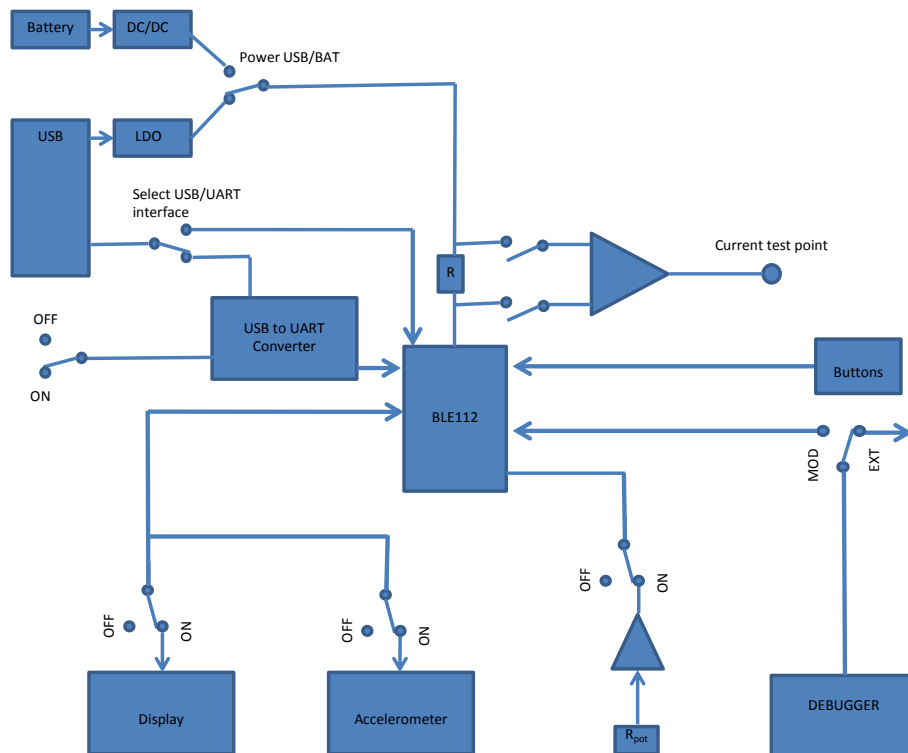 Battery
DC/DC
Power USB/BAT
USB
LDO
Select USB/UART
interface
Current test point
R
OFF
USB to UART
Converter
ON
Buttons
BLE112
MOD
EXT
OFF
ON
OFF
ON
OFF
ON
Display
Accelerometer
Rpot
DEBUGGER